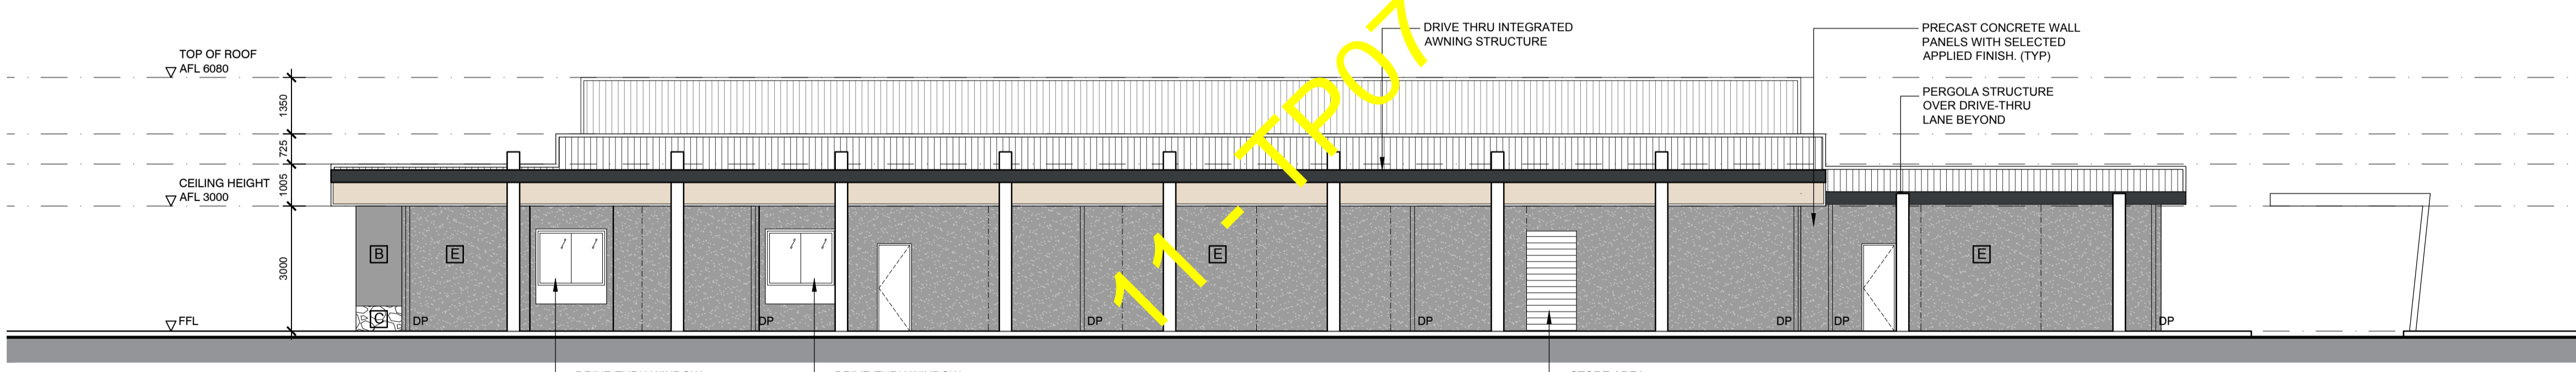 TOP OF ROOF
AFL 6080
DRIVE THRU INTEGRATED
AWNING STRUCTURE
PRECAST CONCRETE WALL
PANELS WITH SELECTED
APPLIED FINISH. (TYP)
PERGOLA STRUCTURE
OVER DRIVE-THRU
LANE BEYOND
1350
725
1005
3000
CEILING HEIGHT
AFL 3000
FFL
B
E
E
E
C
DP
DP
DP
DP
DP
DP
DP
11 - TP07